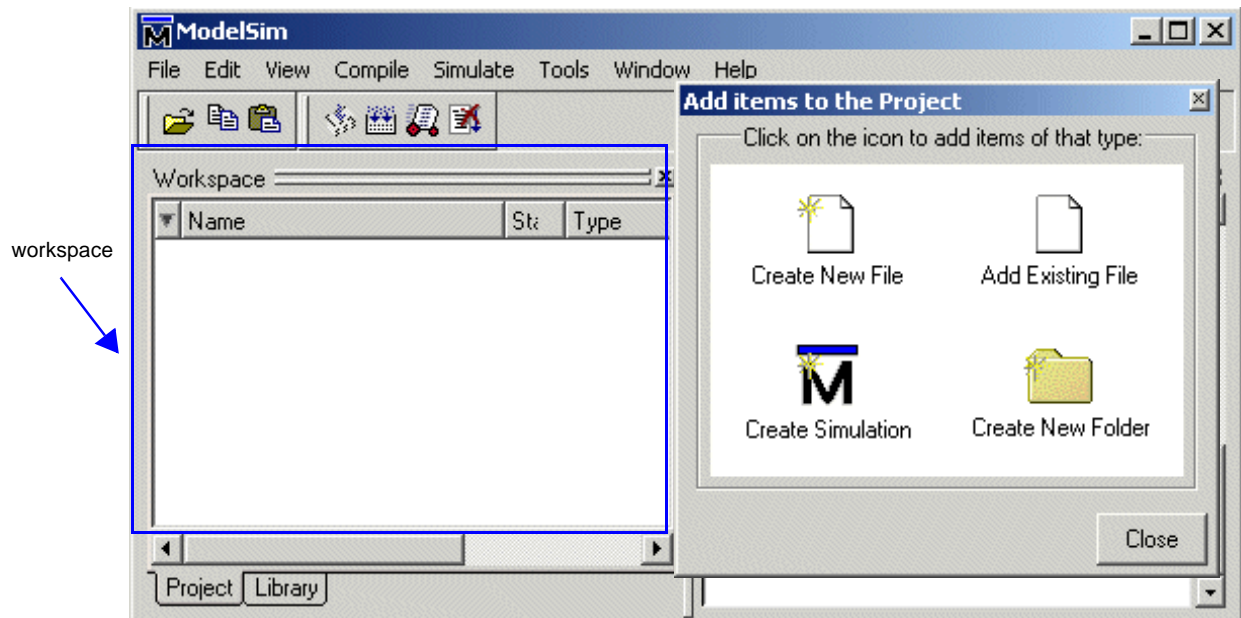 ModelSim
File Edit View Compile Simulate Tools Window Help
Add items to the Project
Click on the icon to add items of that type:
Workspace
Name Sta Type
workspace
Create New File Add Existing File
Create Simulation Create New Folder
Close
Project Library